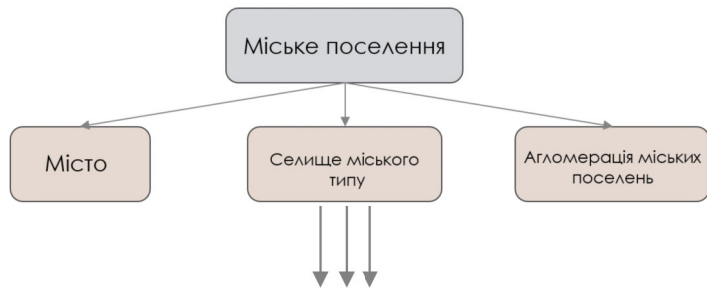 Міське поселення
Місто
Селище міського
типу
Агломерація міських
поселень